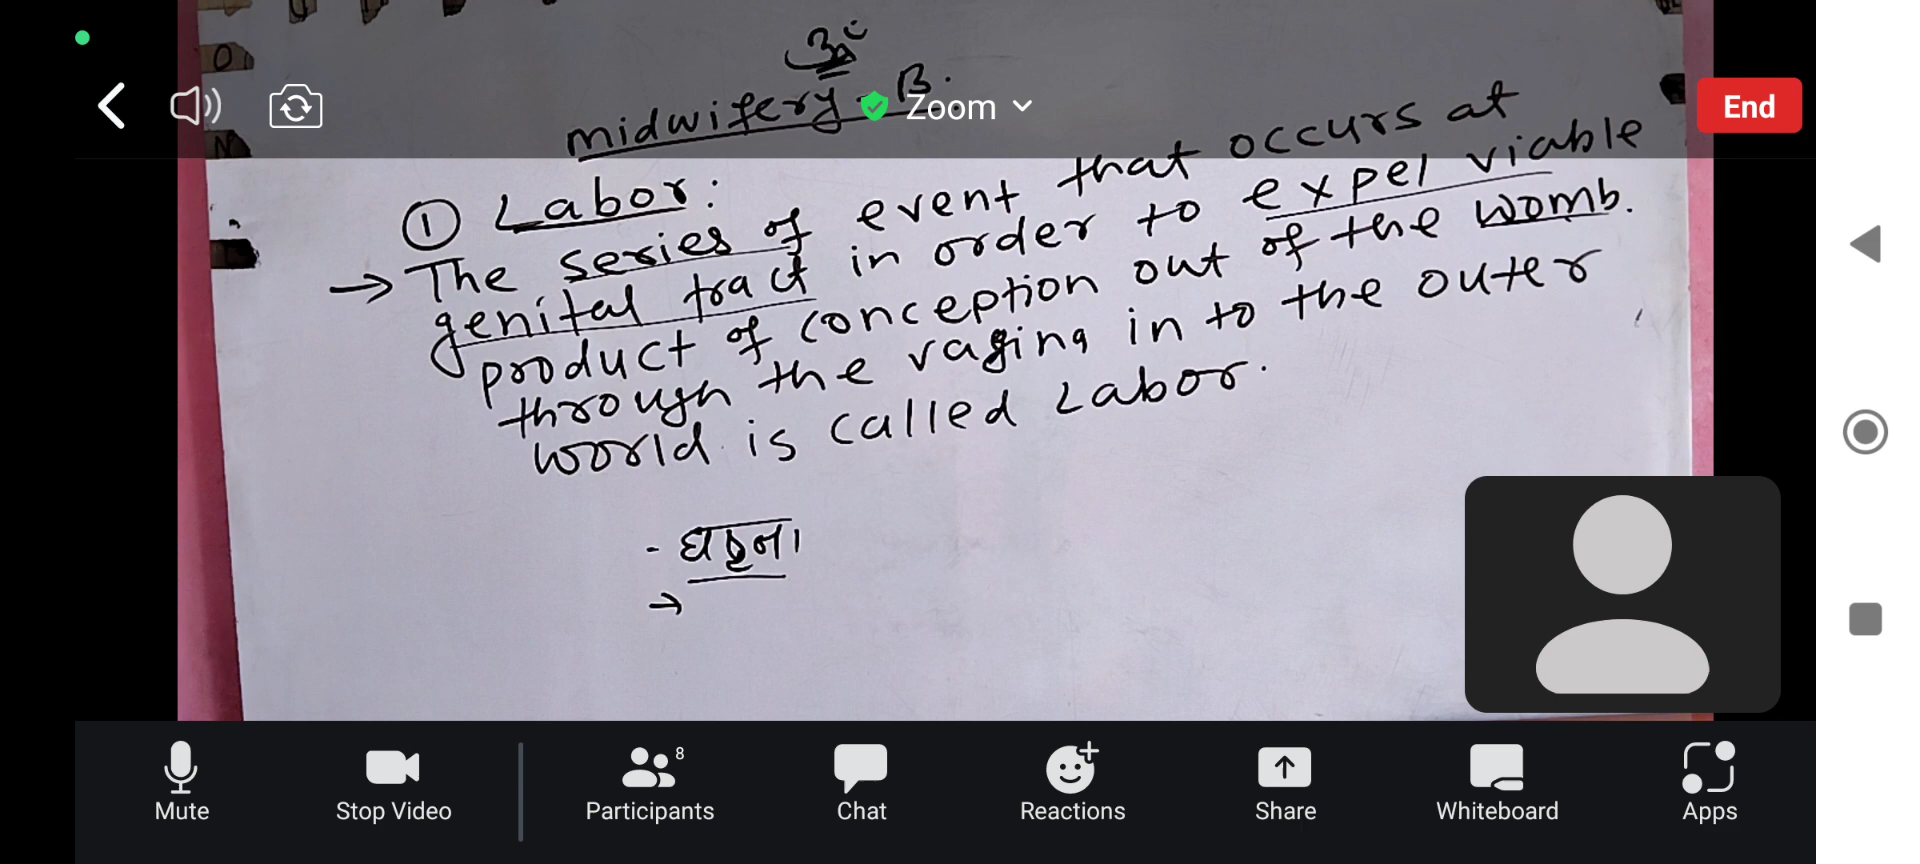 midwifery - B.
Zoom
End
① Labor:
→ The series of event that occurs at
genital tract in order to expel viable
product of conception out of the womb.
through the vagina in to the outer
world is called Labor.
→
8
Mute
Stop Video
Participants
Chat
Reactions
Share
Whiteboard
Apps